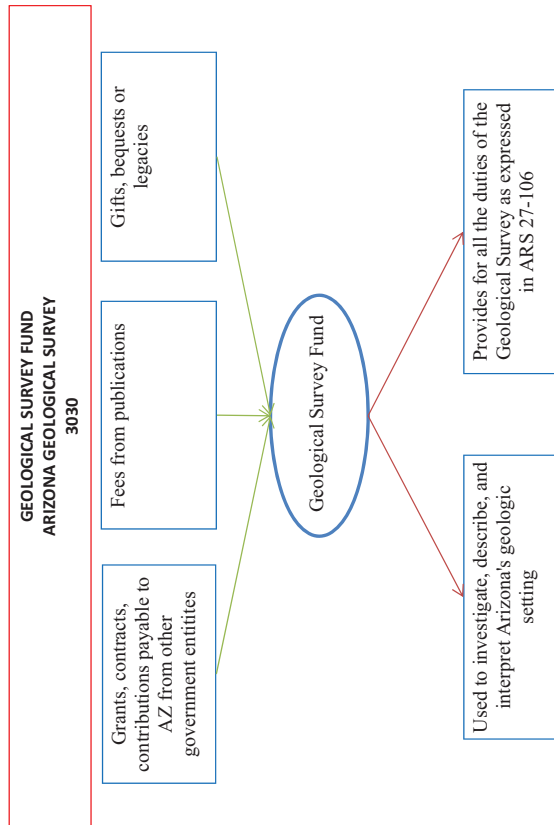 GEOLOGICAL SURVEY FUND
ARIZONA GEOLOGICAL SURVEY
3030
Grants, contracts,
contributions payable to
AZ from other
government entitites
Fees from publications
Gifts, bequests or
legacies
Geological Survey Fund
Used to investigate, describe, and
interpret Arizona's geologic
setting
Provides for all the duties of the
Geological Survey as expressed
in ARS 27-106